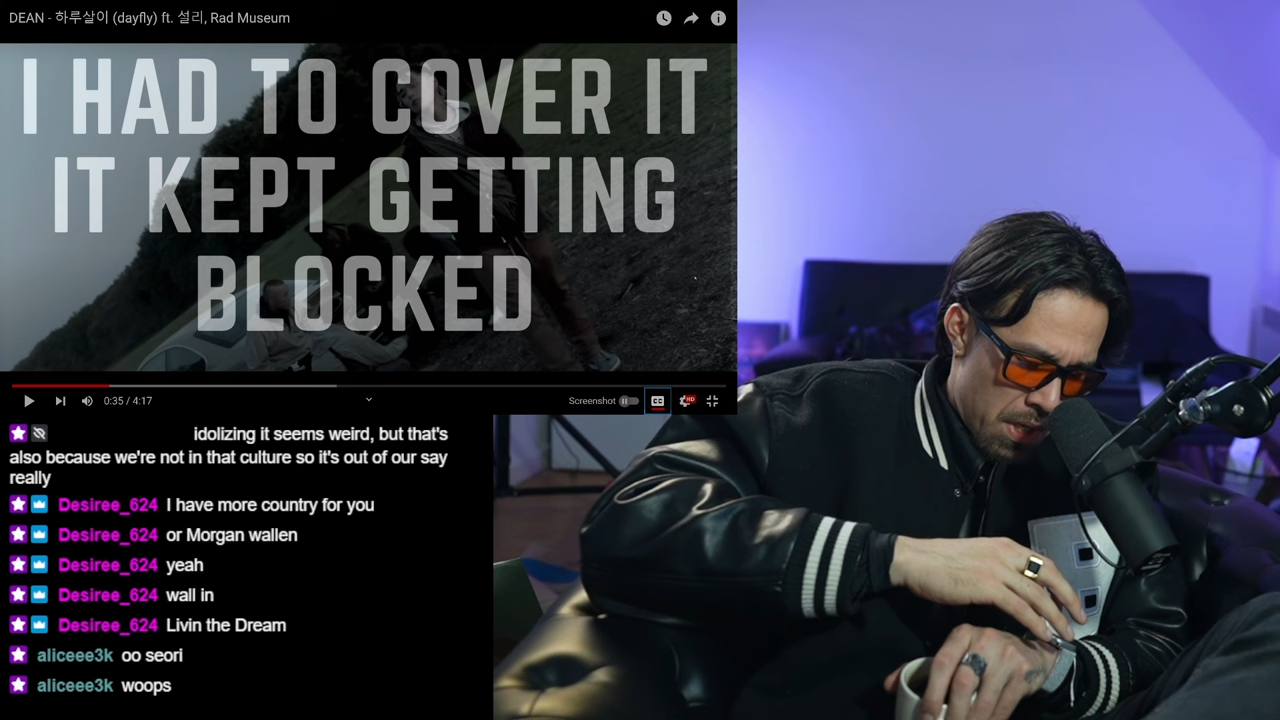 DEAN - 하루살이 (dayfly) ft. 설리, Rad Museum
I HAD TO COVER IT
IT KEPT GETTING
BLOCKED
0:35 / 4:17
Screenshot
CC
HD
idolizing it seems weird, but that's
also because we're not in that culture so it's out of our say
really
Desiree_624 I have more country for you
Desiree_624 or Morgan wallen
Desiree_624 yeah
Desiree_624 wall in
Desiree_624 Livin the Dream
aliceee3k oo seori
aliceee3k woops